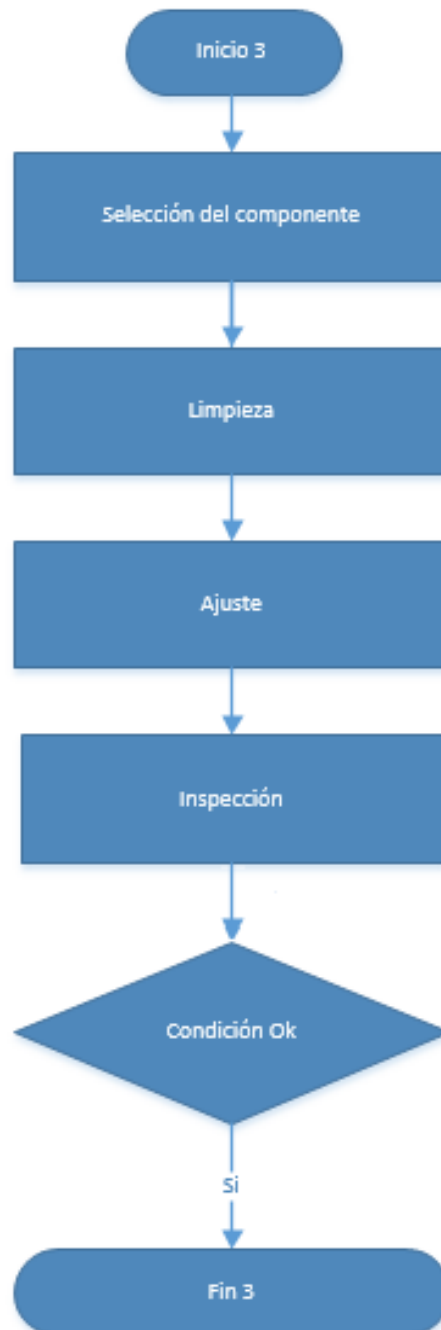 Inicio 3
Selección del componente
Limpieza
Ajuste
Inspección
Condición Ok
Si
Fin 3